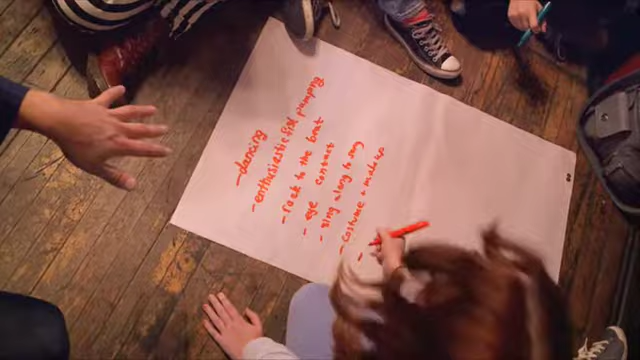 - dancing
- enthusiastic fist pumping
- rock to the beat
- eye contact
- sing along to song
- costume + make up
-